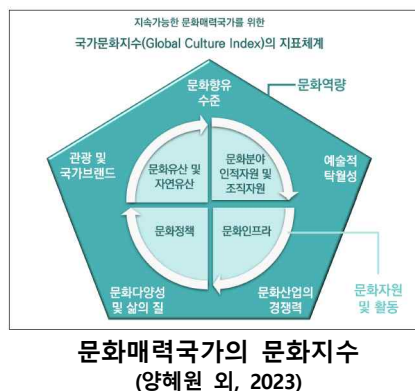 지속가능한 문화매력국가를 위한
국가문화지수(Global Culture Index)의 지표체계
문화향유
수준
문화역량
관광 및
국가브랜드
예술적
탁월성
문화유산 및
자연유산
문화분야
인적자원 및
조직자원
문화정책
문화인프라
문화다양성
및 삶의 질
문화산업의
경쟁력
문화자원
및 활동
문화매력국가의 문화지수
(양혜원 외, 2023)